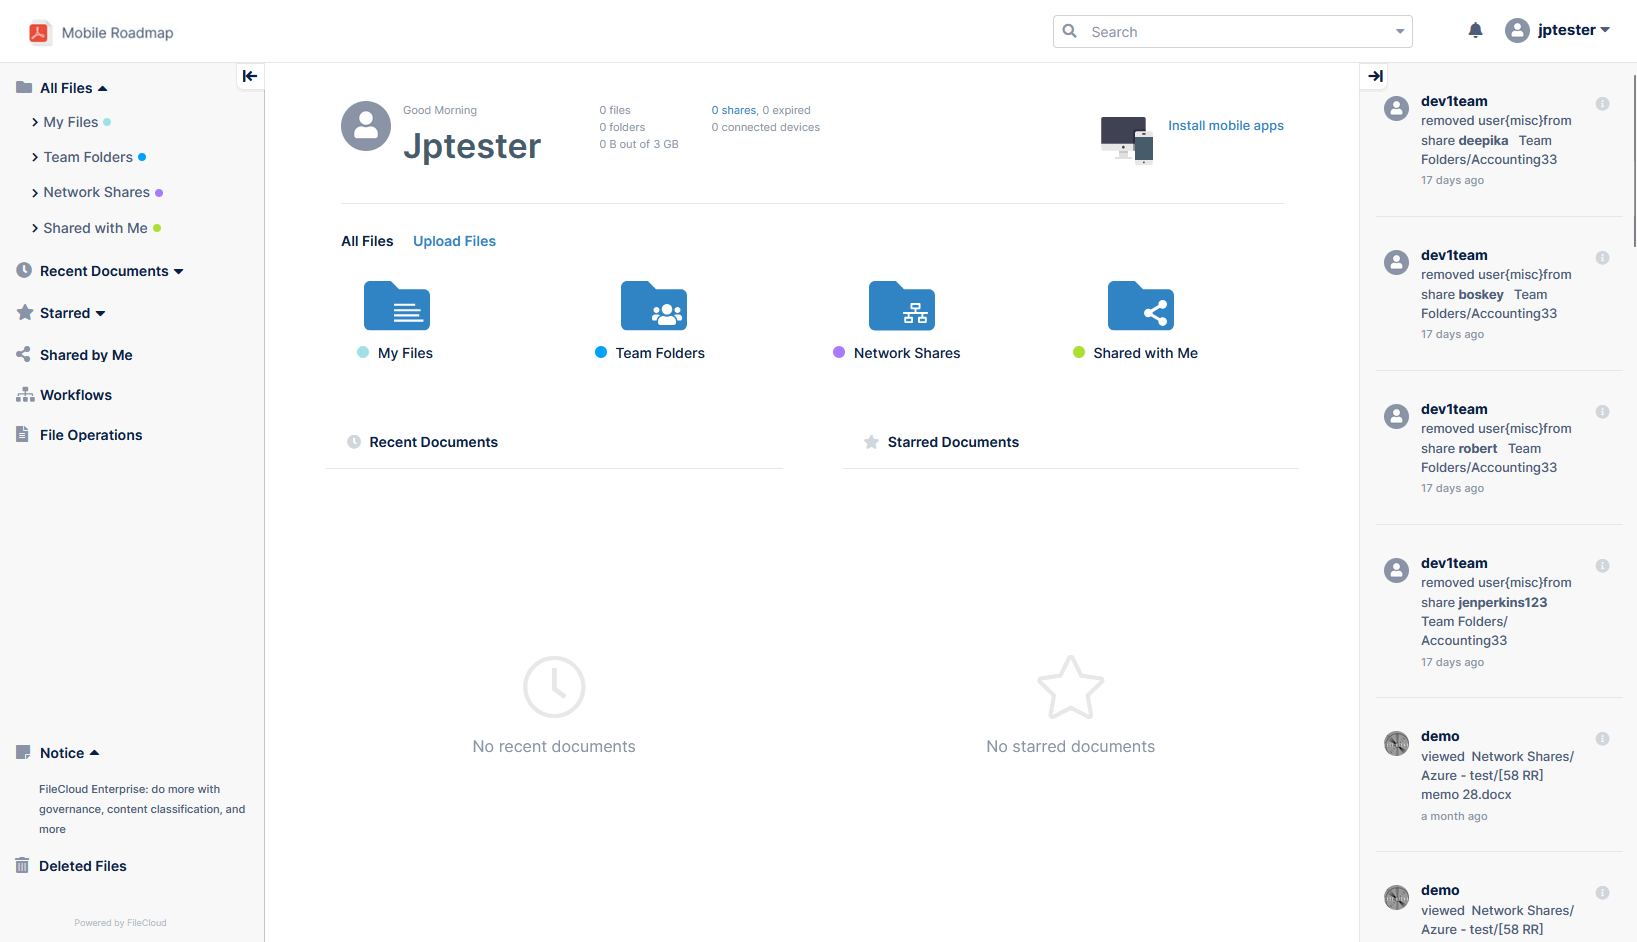 Mobile Roadmap
Search
jptester
All Files
My Files
Team Folders
Network Shares
Shared with Me
Recent Documents
Starred
Shared by Me
Workflows
File Operations
Notice
FileCloud Enterprise: do more with
governance, content classification, and
more
Deleted Files
Powered by FileCloud
Good Morning
Jptester
0 files
0 folders
0 B out of 3 GB
0 shares, 0 expired
0 connected devices
Install mobile apps
All Files Upload Files
My Files
Team Folders
Network Shares
Shared with Me
Recent Documents
No recent documents
Starred Documents
No starred documents
dev1team
removed user{misc}from
share deepika Team
Folders/Accounting33
17 days ago
dev1team
removed user{misc}from
share boskey Team
Folders/Accounting33
17 days ago
dev1team
removed user{misc}from
share robert Team
Folders/Accounting33
17 days ago
dev1team
removed user{misc}from
share jenperkins123
Team Folders/
Accounting33
17 days ago
demo
viewed Network Shares/
Azure - test/[58 RR]
memo 28.docx
a month ago
demo
viewed Network Shares/
Azure - test/[58 RR]